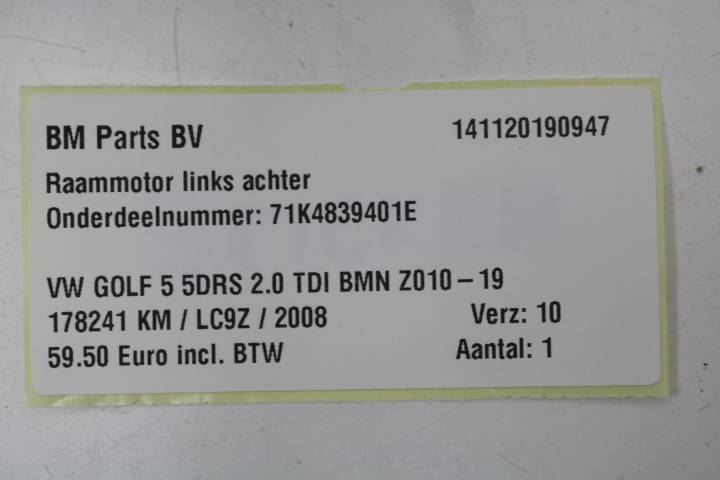 BM Parts BV 141120190947
Raammotor links achter
Onderdeelnummer: 71K4839401E
VW GOLF 5 5DRS 2.0 TDI BMN Z010-19
178241 KM / LC9Z / 2008 Verz: 10
59.50 Euro incl. BTW Aantal: 1